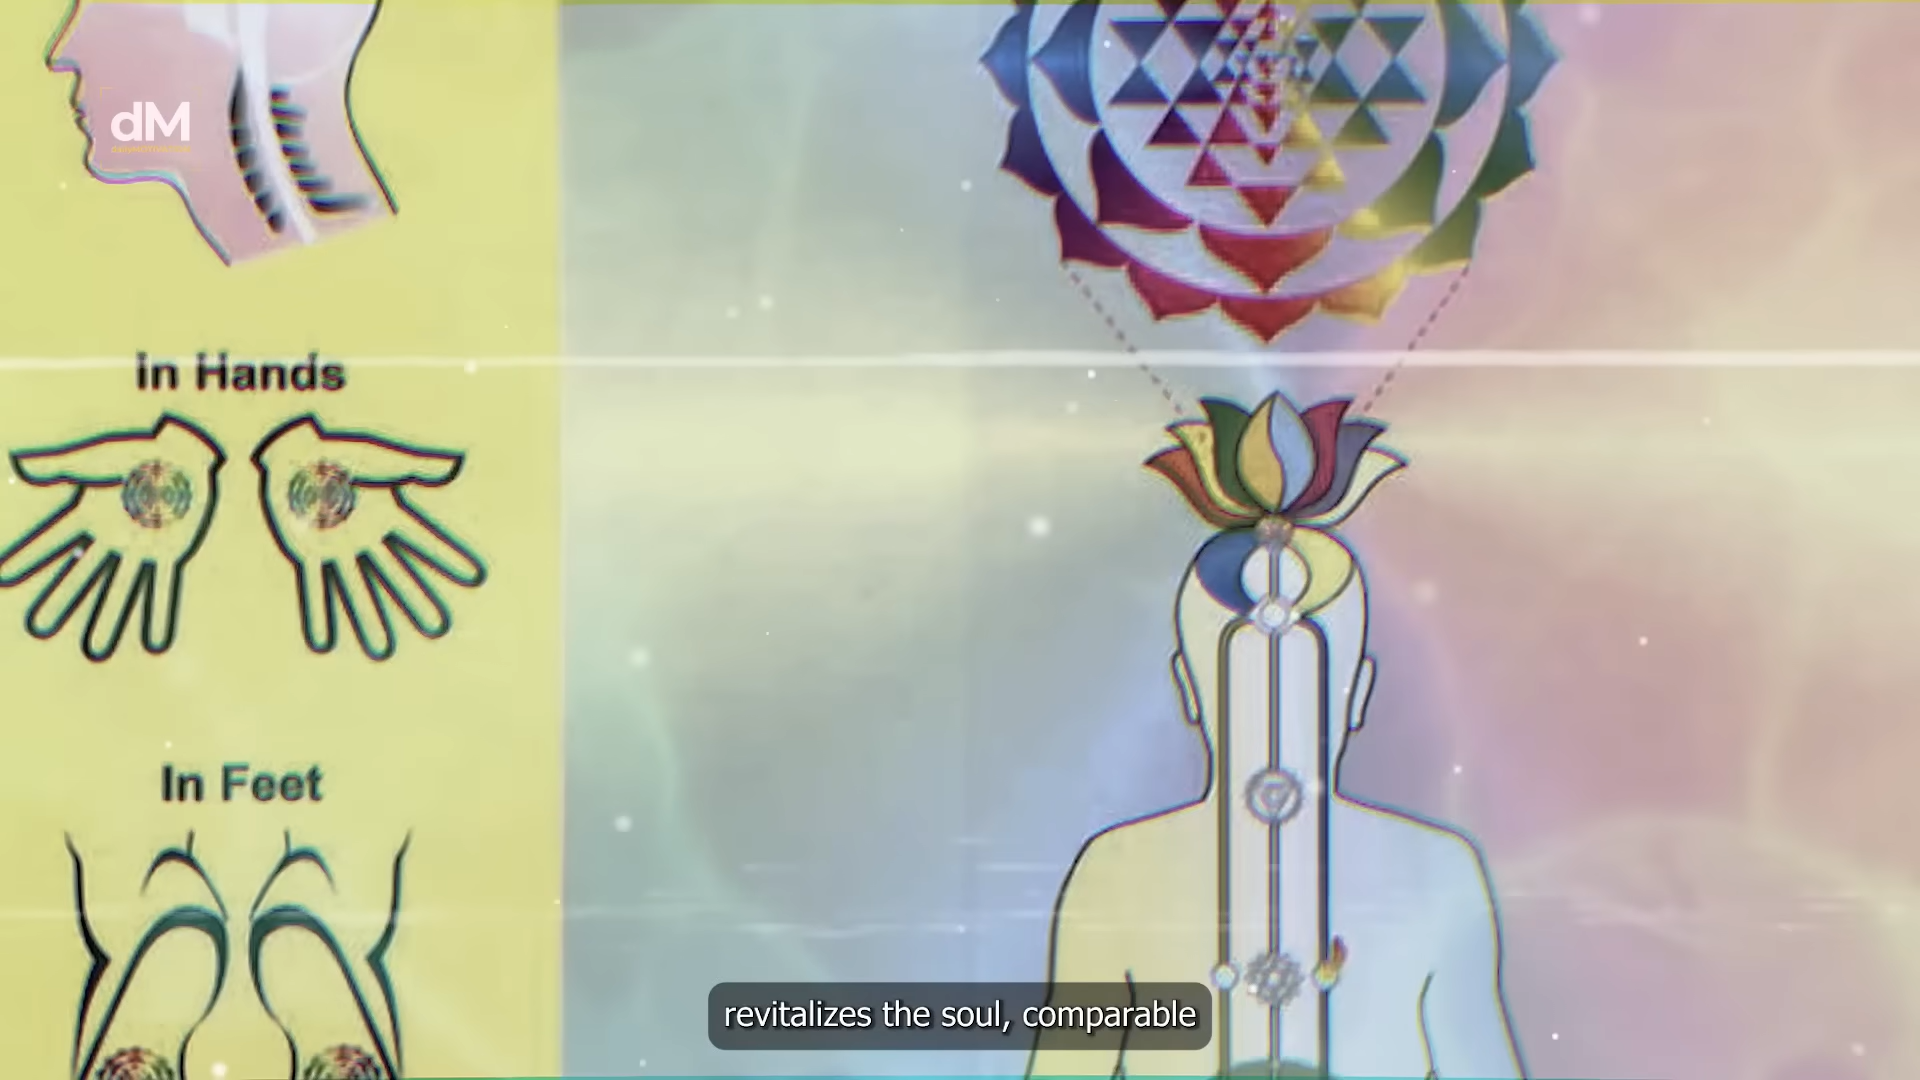 dM
in Hands
In Feet
revitalizes the soul, comparable